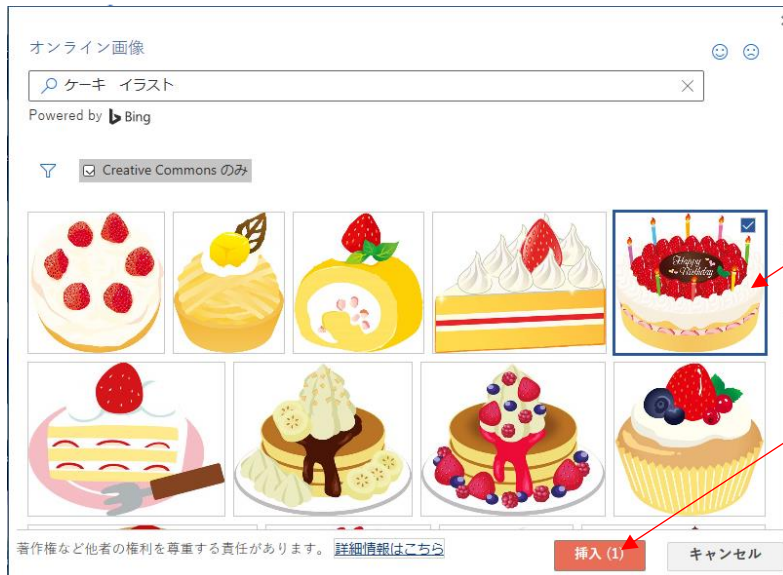 オンライン画像
ケーキ　イラスト
Powered by Bing
Creative Commons のみ
Happy Birthday
著作権など他者の権利を尊重する責任があります。 詳細情報はこちら
挿入 (1)
キャンセル